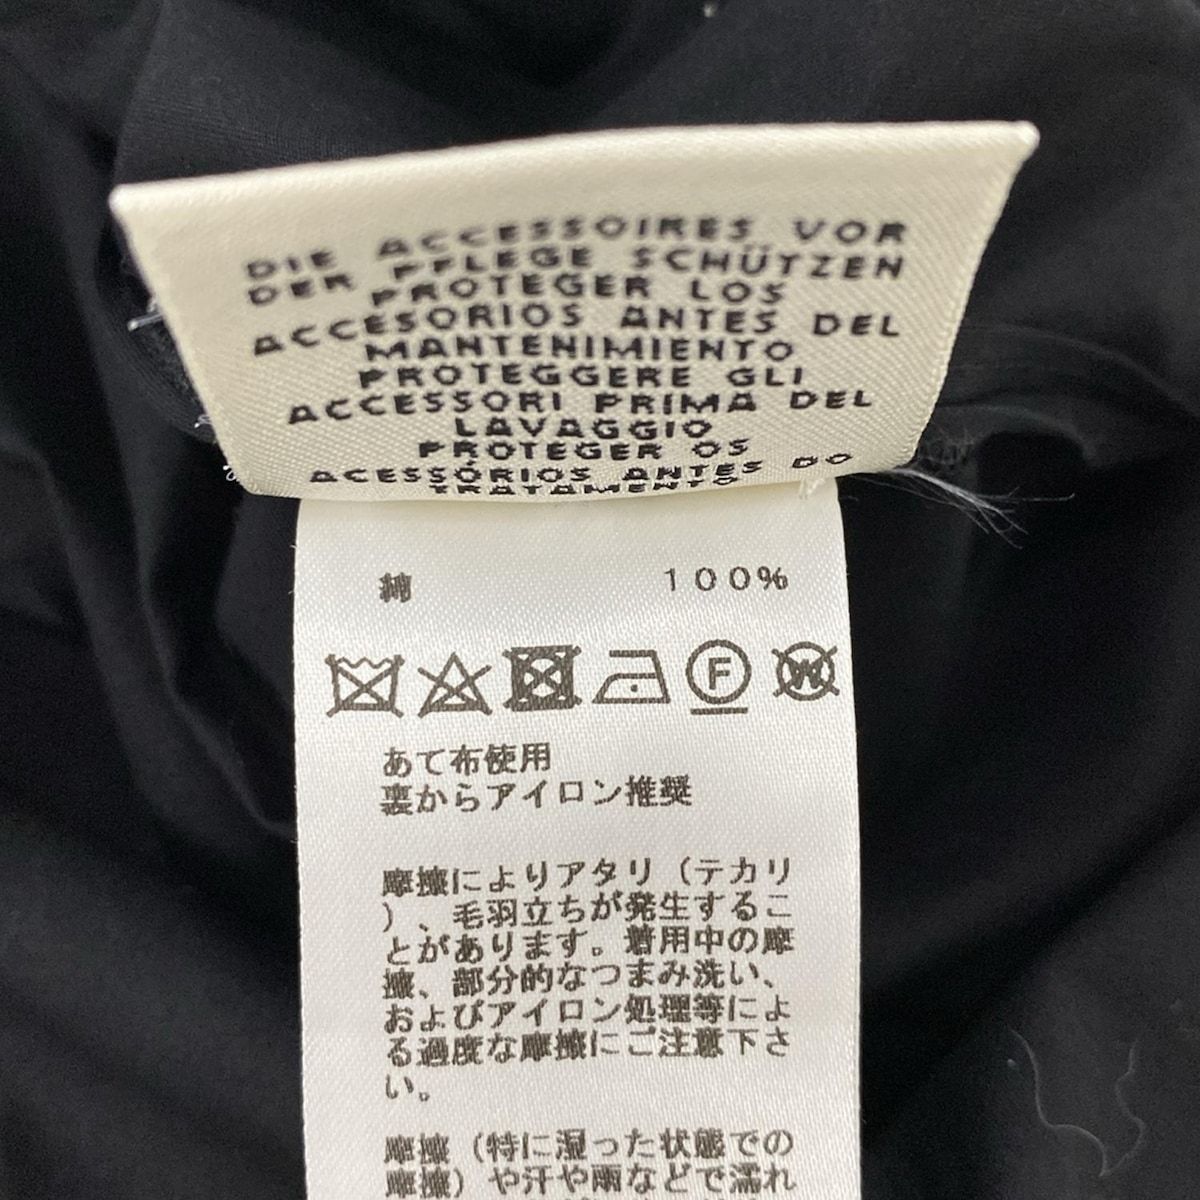 DIE ACCESSOIRES VOR
DER PFLEGE SCHÜTZEN
PROTEGER LOS
ACCESORIOS ANTES DEL
MANTENIMIENTO
PROTEGGERE GLI
ACCESSORI PRIMA DEL
LAVAGGIO
PROTEGER OS
ACESSÓRIOS ANTES DO
TRATAMENTO
綿 100%
F W
あて布使用
裏からアイロン推奨
摩擦によりアタリ（テカリ
）、毛羽立ちが発生するこ
とがあります。着用中の摩
擦、部分的なつまみ洗い、
およびアイロン処理等によ
る過度な摩擦にご注意下さ
い。
摩擦（特に湿った状態での
摩擦）や汗や雨などで濡れ